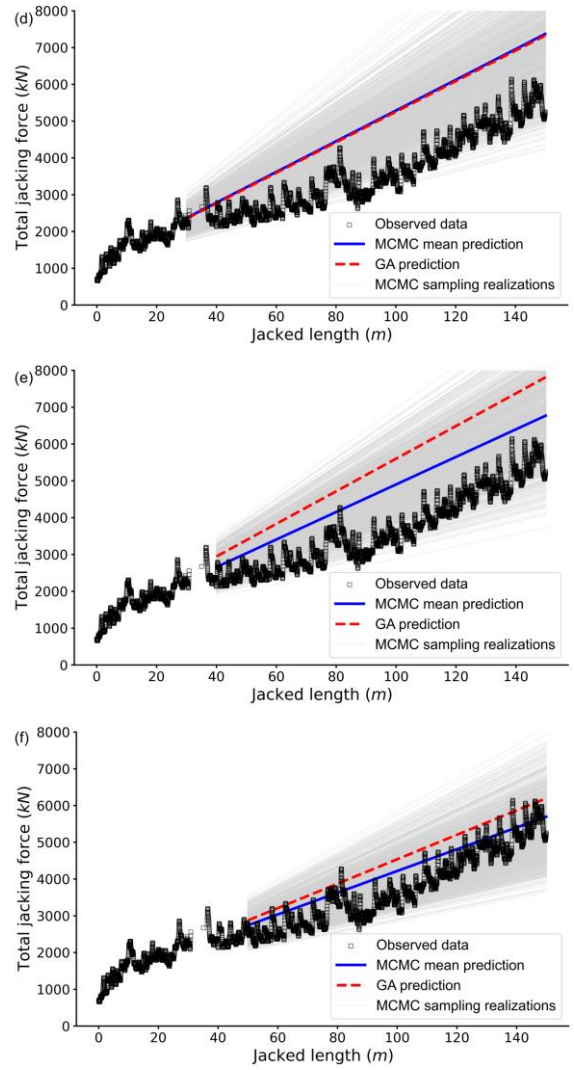 (d)
8000
7000
6000
5000
4000
3000
2000
1000
0
Total jacking force (kN)
Observed data
MCMC mean prediction
GA prediction
MCMC sampling realizations
0 20 40 60 80 100 120 140
Jacked length (m)
(e)
8000
7000
6000
5000
4000
3000
2000
1000
0
Total jacking force (kN)
Observed data
MCMC mean prediction
GA prediction
MCMC sampling realizations
0 20 40 60 80 100 120 140
Jacked length (m)
(f)
8000
7000
6000
5000
4000
3000
2000
1000
0
Total jacking force (kN)
Observed data
MCMC mean prediction
GA prediction
MCMC sampling realizations
0 20 40 60 80 100 120 140
Jacked length (m)